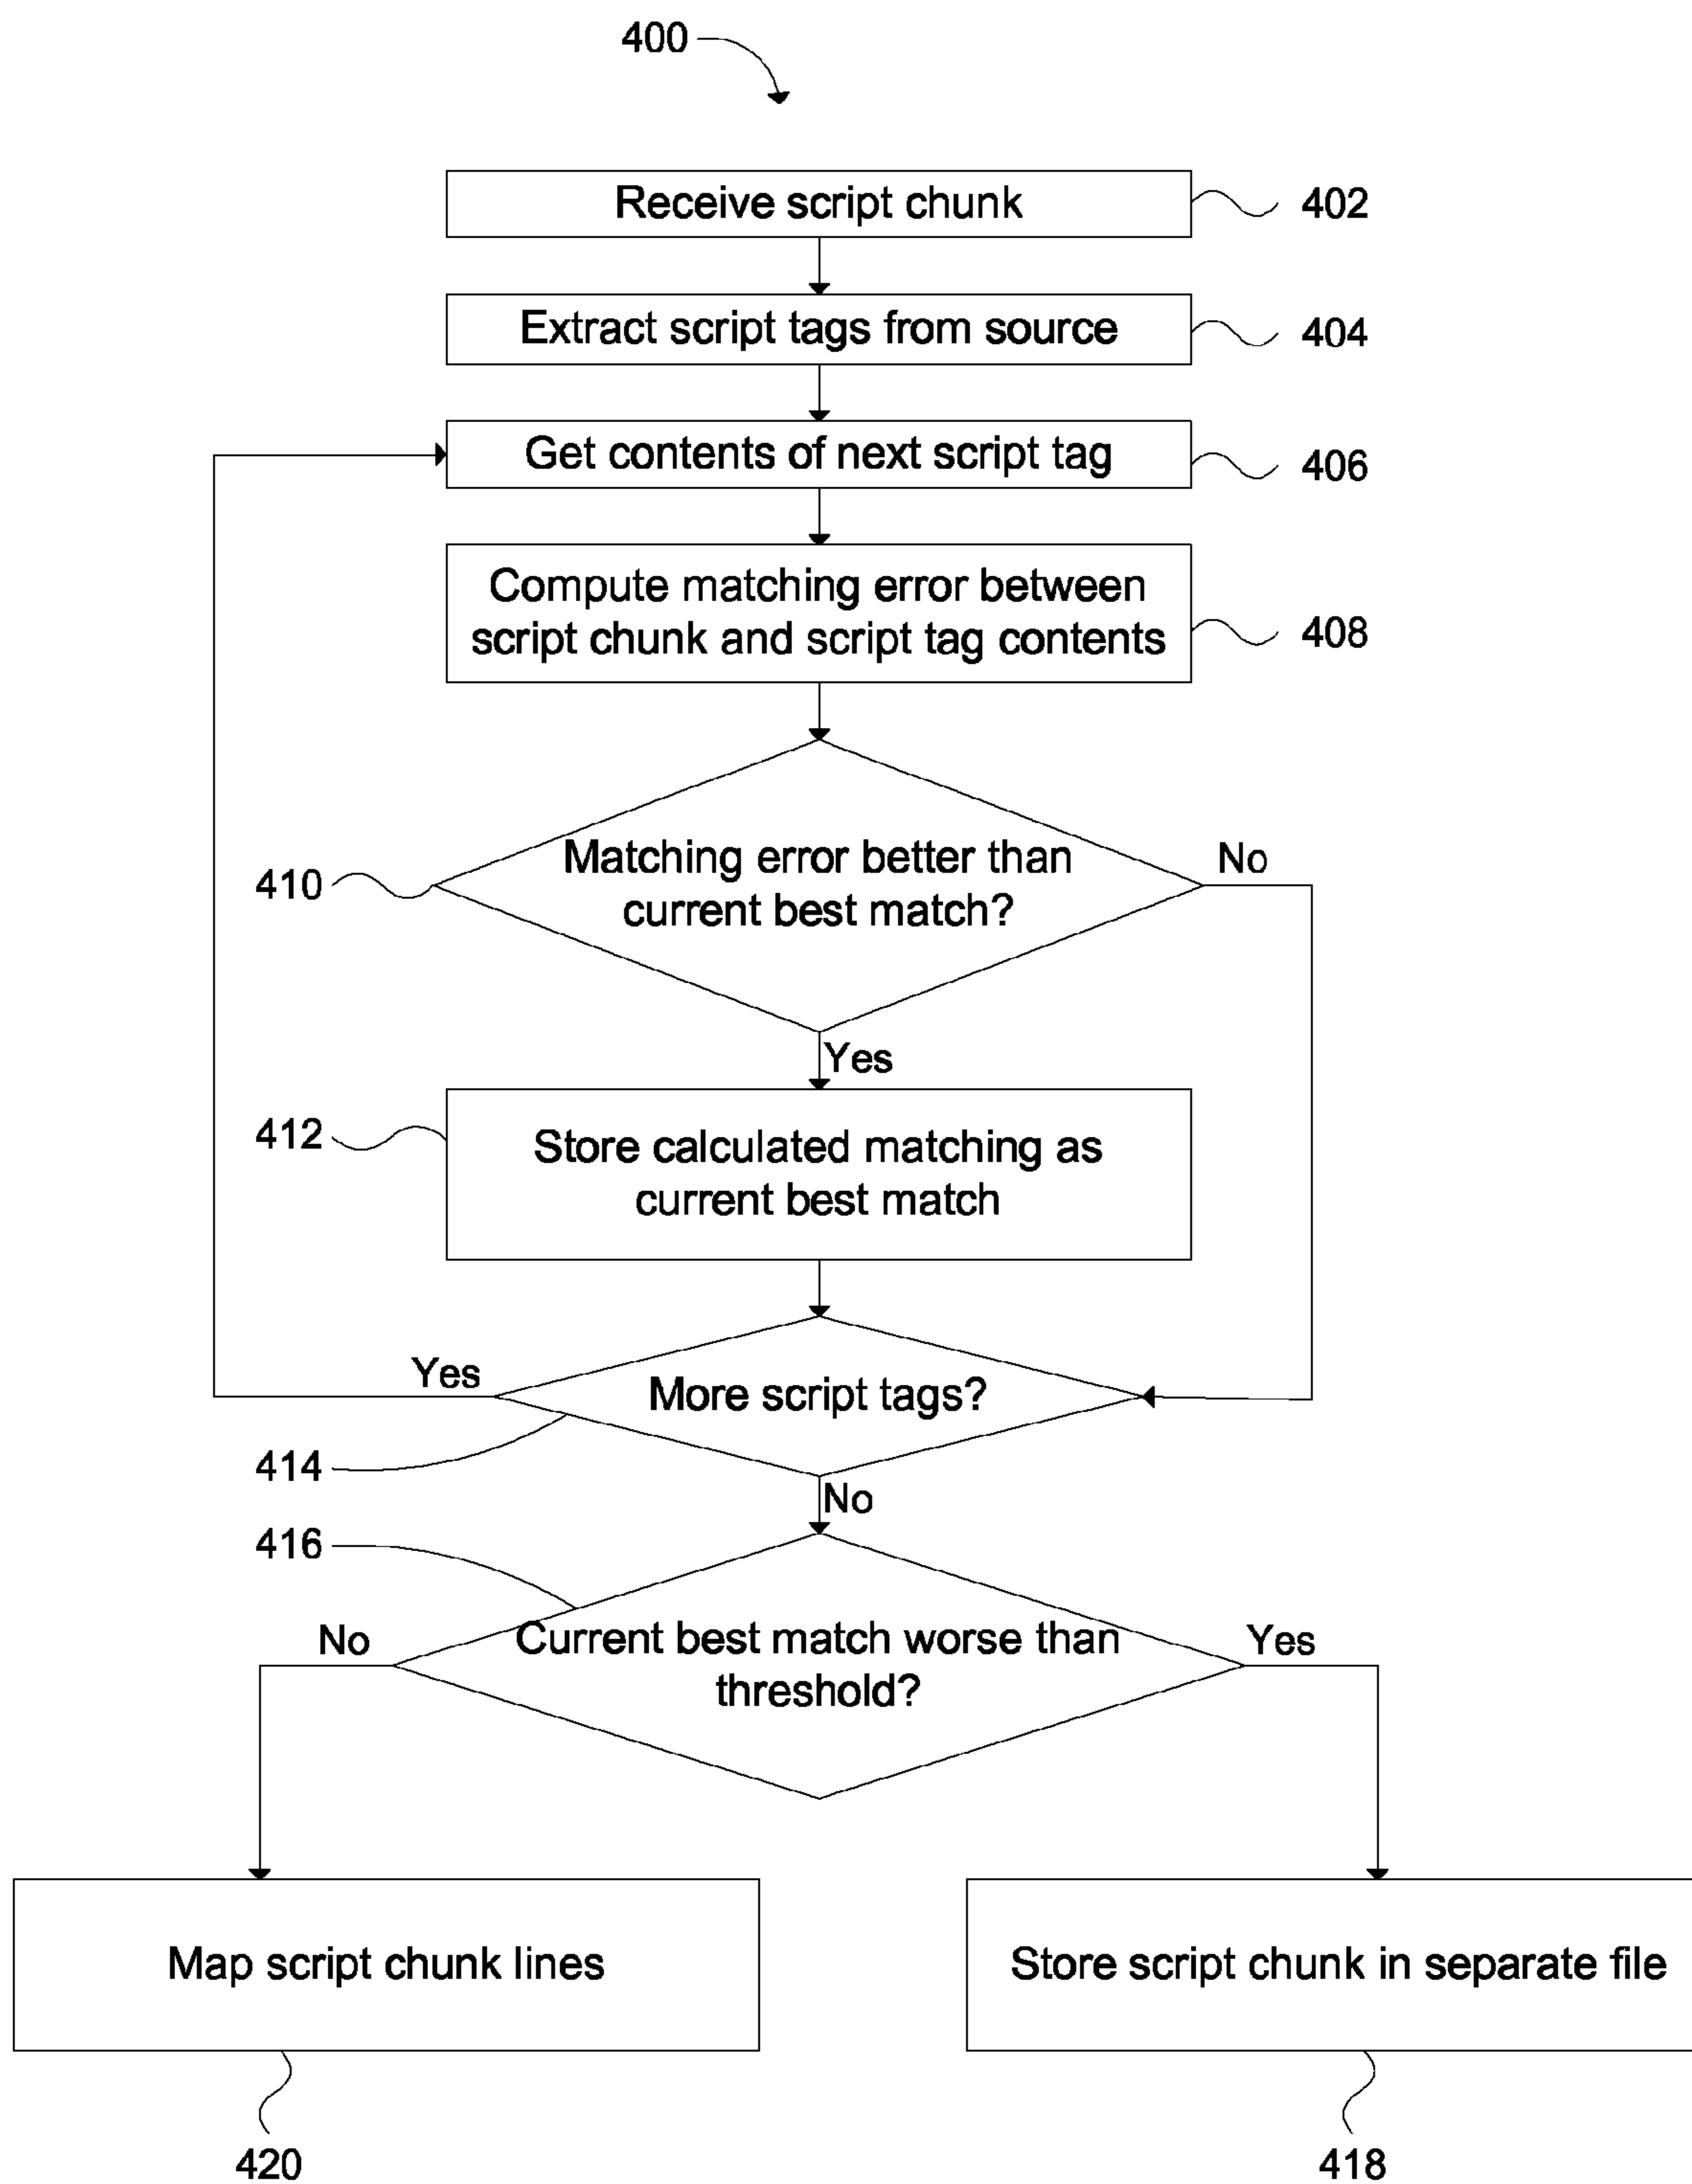 400
Receive script chunk
402
Extract script tags from source
404
Get contents of next script tag
406
Compute matching error between
script chunk and script tag contents
408
Matching error better than
current best match?
410
No
Yes
412
Store calculated matching as
current best match
Yes
More script tags?
414
No
416
No
Current best match worse than
threshold?
Yes
Map script chunk lines
Store script chunk in separate file
420
418